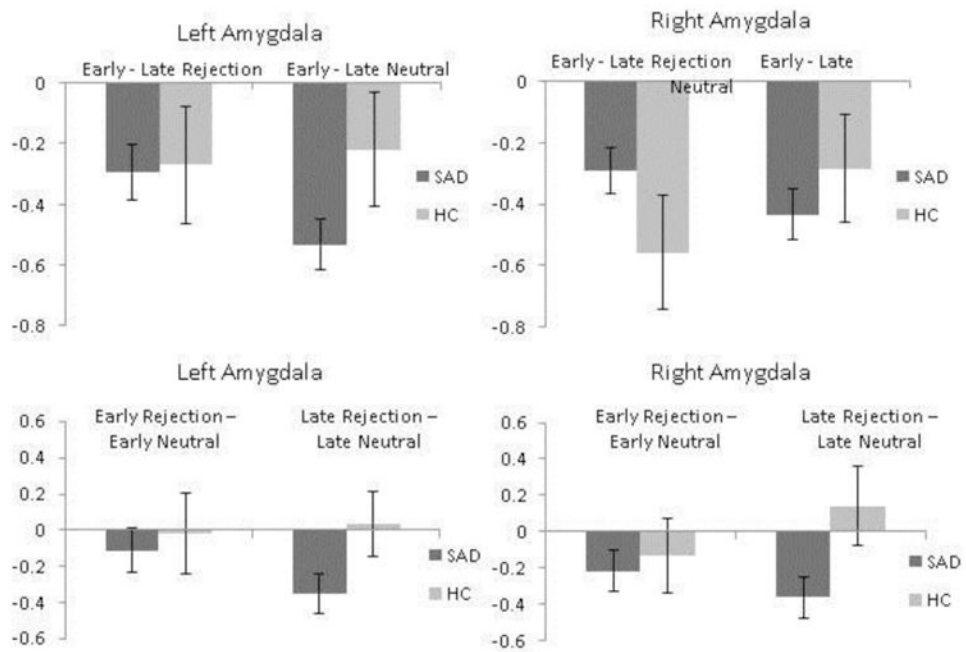 Left Amygdala
Early - Late Rejection Early - Late Neutral
0
-0.2
-0.4
-0.6
-0.8
SAD
HC
Right Amygdala
Early - Late Rejection Early - Late
Neutral
0
-0.2
-0.4
-0.6
-0.8
SAD
HC
Left Amygdala
Early Rejection – Late Rejection –
Early Neutral Late Neutral
0.6
0.4
0.2
0
-0.2
-0.4
-0.6
SAD
HC
Right Amygdala
Early Rejection – Late Rejection –
Early Neutral Late Neutral
0.6
0.4
0.2
0
-0.2
-0.4
-0.6
SAD
HC